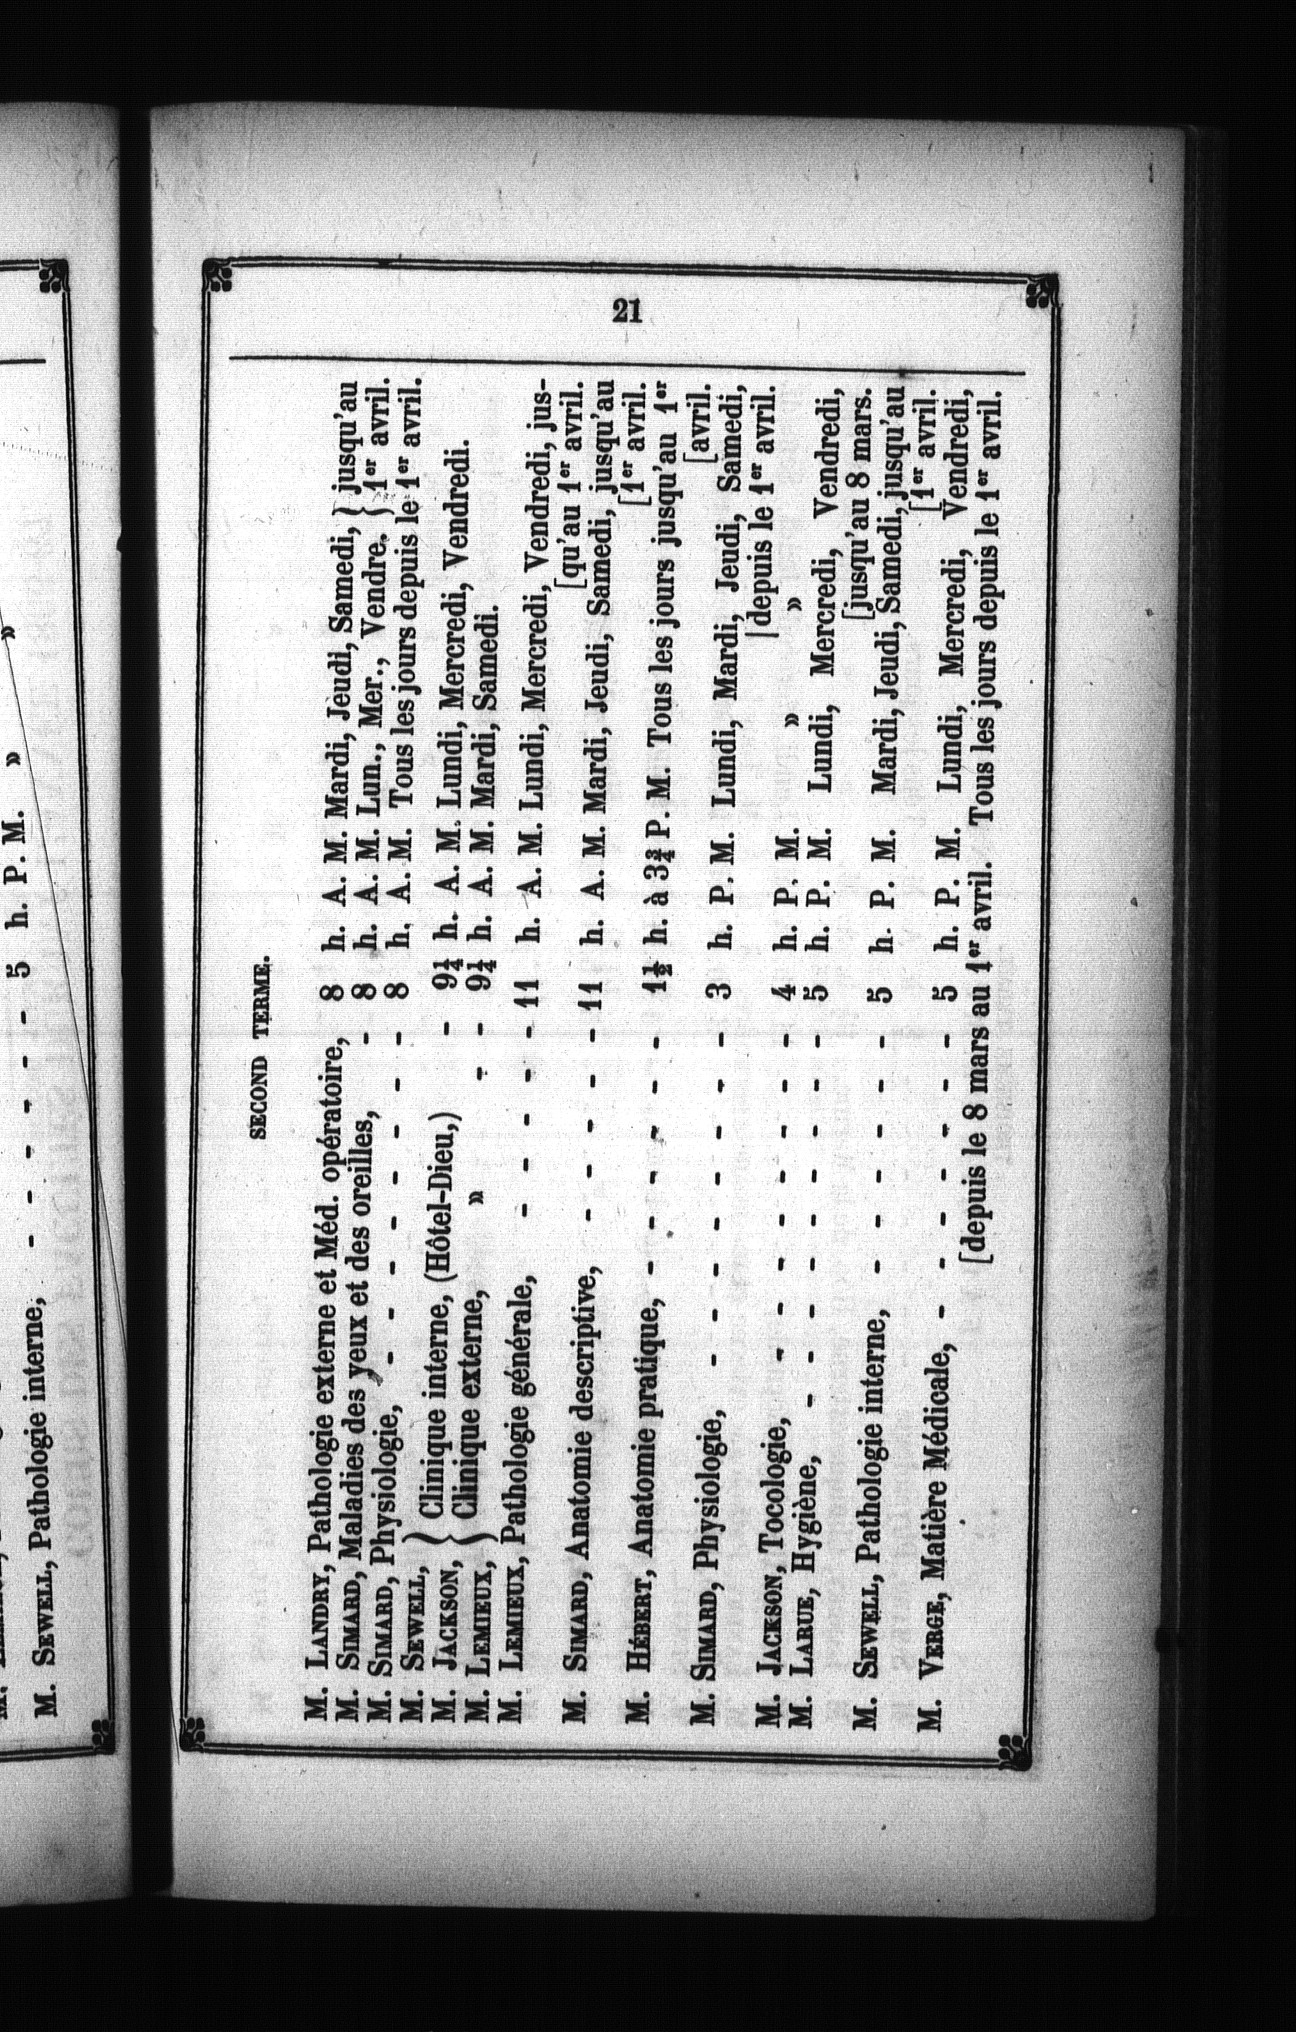 M. SEWELL, Pathologie interne, - - - - - - 5 h. P. M. » »
21
SECOND TERME.
M. LANDRY, Pathologie externe et Méd. opératoire, 8 h. A. M. Mardi, Jeudi, Samedi, } jusqu'au
M. SIMARD, Maladies des yeux et des oreilles, - 8 h. A. M. Lun., Mer., Vendre. } 1er avril.
M. SIMARD, Physiologie, - - - - - - - - 8 h. A. M. Tous les jours depuis le 1er avril.
M. SEWELL, }
M. JACKSON, } { Clinique interne, (Hôtel-Dieu,) - 9¼ h. A. M. Lundi, Mercredi, Vendredi.
M. LEMIEUX, } { Clinique externe, » - - 9¼ h. A. M. Mardi, Samedi.
M. LEMIEUX, Pathologie générale, - - - - - 11 h. A. M. Lundi, Mercredi, Vendredi, jus-
[qu'au 1er avril.
M. SIMARD, Anatomie descriptive, - - - - - 11 h. A. M. Mardi, Jeudi, Samedi, jusqu'au
[1er avril.
M. HÉBERT, Anatomie pratique, - - - - - - 1½ h. à 3¾ P. M. Tous les jours jusqu'au 1er
[avril.
M. SIMARD, Physiologie, - - - - - - - - 3 h. P. M. Lundi, Mardi, Jeudi, Samedi,
[depuis le 1er avril.
M. JACKSON, Tocologie, - - - - - - - - 4 h. P. M. » »
M. LARUE, Hygiène, - - - - - - - - - 5 h. P. M. Lundi, Mercredi, Vendredi,
[jusqu'au 8 mars.
M. SEWELL, Pathologie interne, - - - - - - 5 h. P. M. Mardi, Jeudi, Samedi, jusqu'au
[1er avril.
M. VERGE, Matière Médicale, - - - - - - - 5 h. P. M. Lundi, Mercredi, Vendredi,
[depuis le 8 mars au 1er avril. Tous les jours depuis le 1er avril.